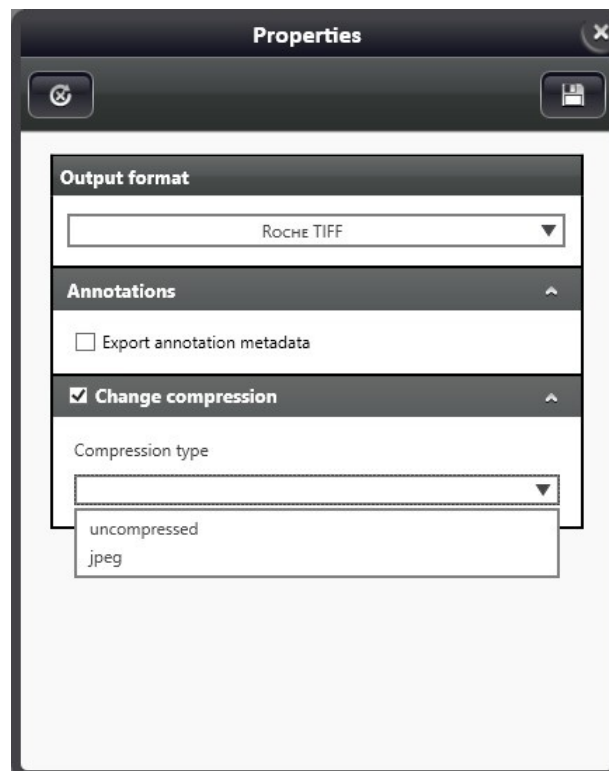 Properties
Output format
Roche TIFF
Annotations
Export annotation metadata
Change compression
Compression type
uncompressed
jpeg